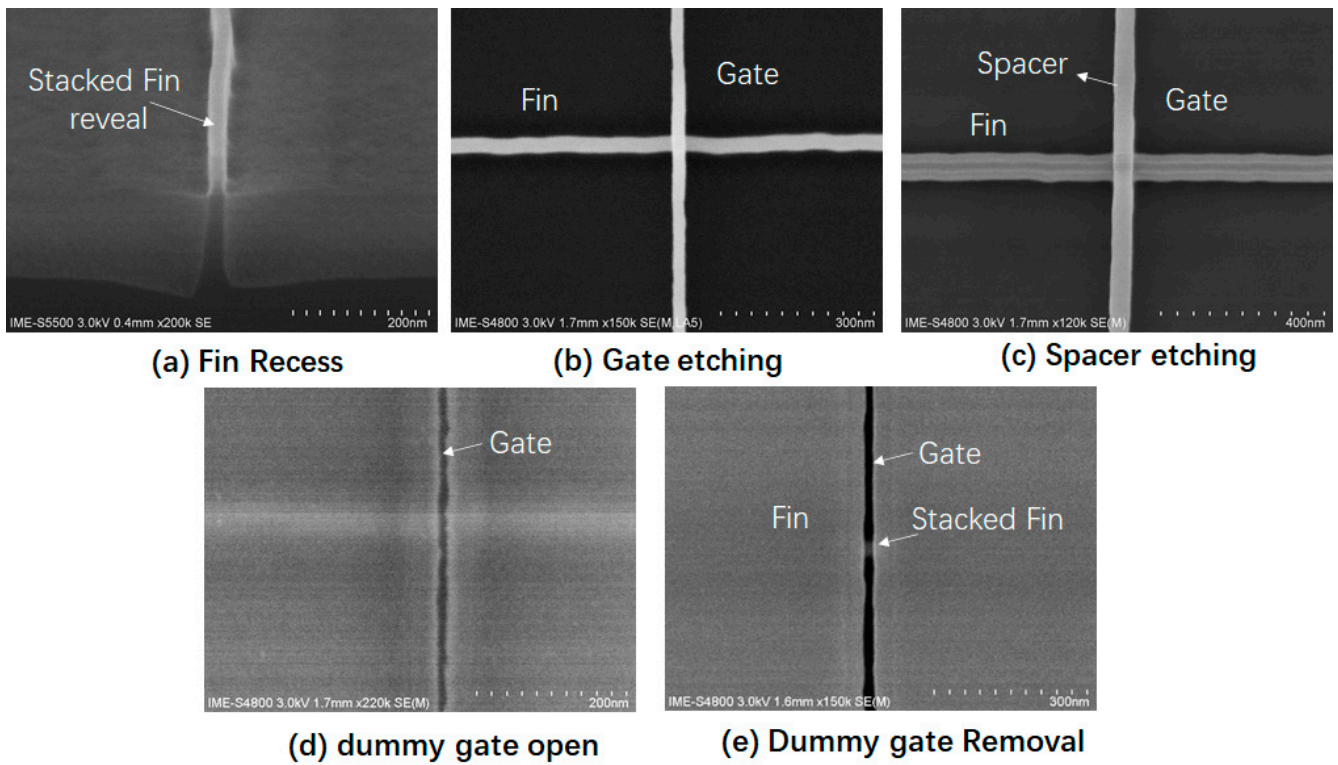 Stacked Fin
reveal
200nm
IME-S5500 3.0kV 0.4mm x200k SE
(a) Fin Recess
Fin
Gate
300nm
IME-S4800 3.0kV 1.7mm x150k SE(M,LA5)
(b) Gate etching
Spacer
Gate
Fin
400nm
IME-S4800 3.0kV 1.7mm x120k SE(M)
(c) Spacer etching
Gate
200nm
IME-S4800 3.0kV 1.7mm x220k SE(M)
(d) dummy gate open
Gate
Fin
Stacked Fin
300nm
IME-S4800 3.0kV 1.6mm x150k SE(M)
(e) Dummy gate Removal